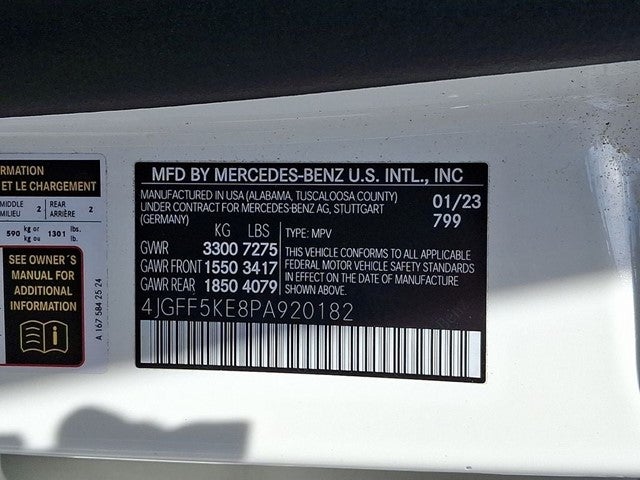 RMATION
ET LE CHARGEMENT
MIDDLE 2 REAR 2
MILIEU ARRIÈRE
590 kg or 1301 lbs.
kg ou lb.
SEE OWNER´S
MANUAL FOR
ADDITIONAL
INFORMATION
A 167 584 25 24
MFD BY MERCEDES-BENZ U.S. INTL., INC
MANUFACTURED IN USA (ALABAMA, TUSCALOOSA COUNTY)
UNDER CONTRACT FOR MERCEDES-BENZ AG, STUTTGART
(GERMANY)
01/23
799
KG LBS
GVWR 3300 7275
GAWR FRONT 1550 3417
GAWR REAR 1850 4079
TYPE: MPV
THIS VEHICLE CONFORMS TO ALL APPLICABLE
FEDERAL MOTOR VEHICLE SAFETY STANDARDS
IN EFFECT ON THE DATE OF MANUFACTURE
SHOWN ABOVE.
4JGFF5KE8PA920182